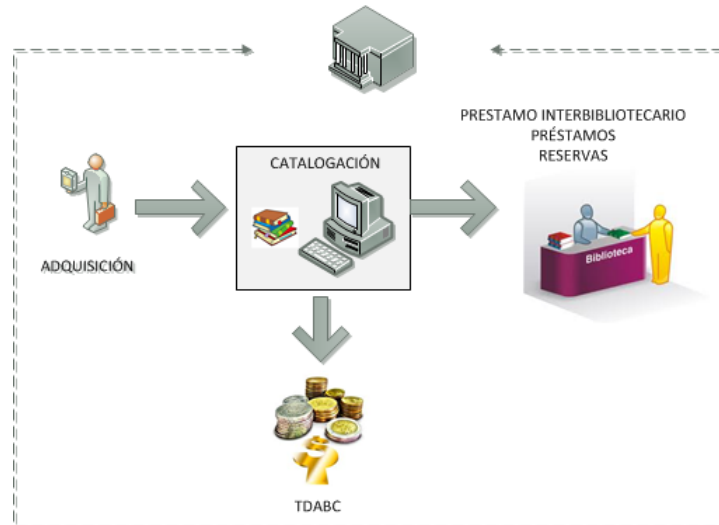 PRESTAMO INTERBIBLIOTECARIO
PRÉSTAMOS
RESERVAS
CATALOGACIÓN
ADQUISICIÓN
Biblioteca
TDABC